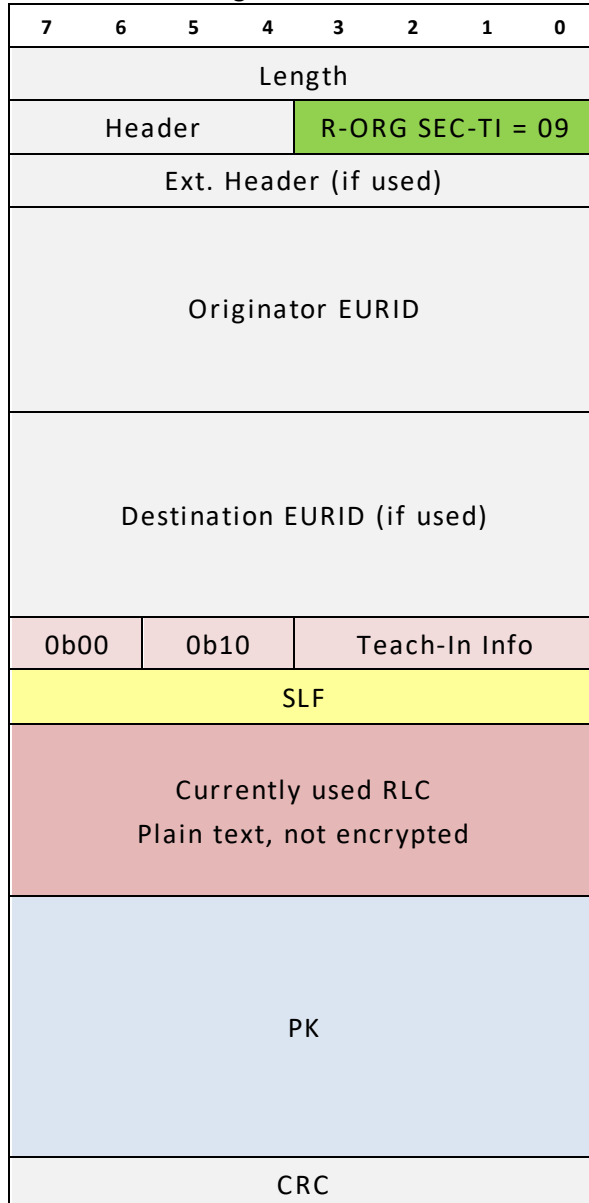 7 6 5 4 3 2 1 0
Length
Header R-ORG SEC-TI = 09
Ext. Header (if used)
Originator EURID
Destination EURID (if used)
0b00 0b10 Teach-In Info
SLF
Currently used RLC
Plain text, not encrypted
PK
CRC